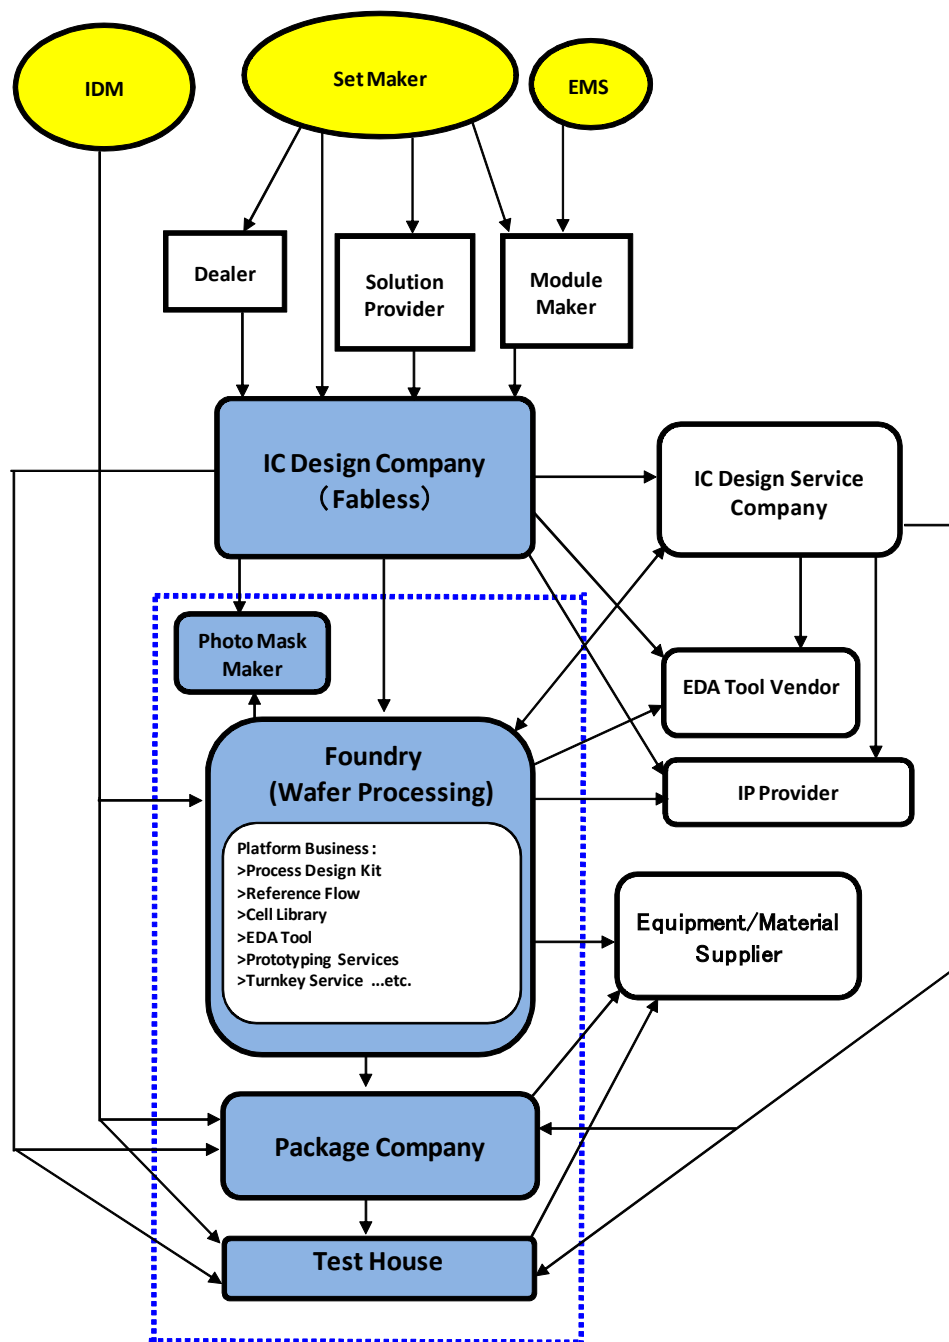 IDM
Set Maker
EMS
Dealer
Solution
Provider
Module
Maker
IC Design Company
（Fabless）
IC Design Service
Company
Photo Mask
Maker
EDA Tool Vendor
Foundry
(Wafer Processing)
IP Provider
Platform Business :
>Process Design Kit
>Reference Flow
>Cell Library
>EDA Tool
>Prototyping Services
>Turnkey Service ...etc.
Equipment/Material
Supplier
Package Company
Test House